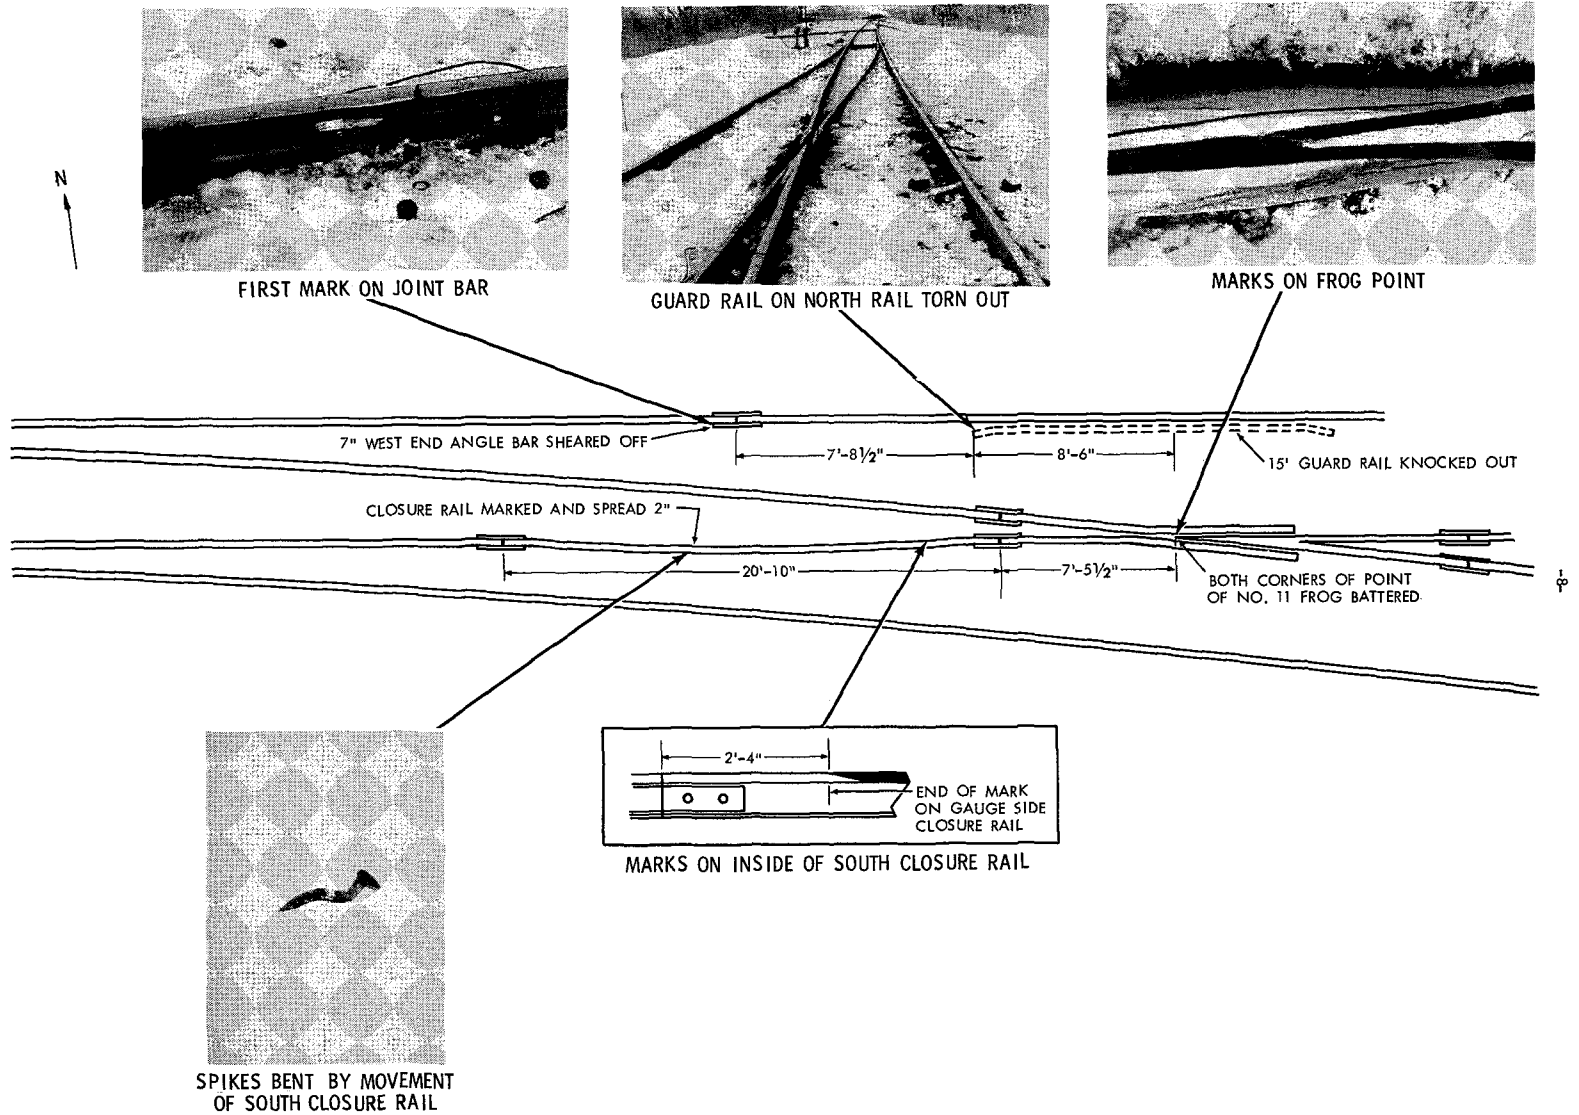 N
FIRST MARK ON JOINT BAR
GUARD RAIL ON NORTH RAIL TORN OUT
MARKS ON FROG POINT
7" WEST END ANGLE BAR SHEARED OFF
7'-8½"
8'-6"
15' GUARD RAIL KNOCKED OUT
CLOSURE RAIL MARKED AND SPREAD 2"
20'-10"
7'-5½"
BOTH CORNERS OF POINT
OF NO. 11 FROG BATTERED
-8-
2'-4"
END OF MARK
ON GAUGE SIDE
CLOSURE RAIL
MARKS ON INSIDE OF SOUTH CLOSURE RAIL
SPIKES BENT BY MOVEMENT
OF SOUTH CLOSURE RAIL